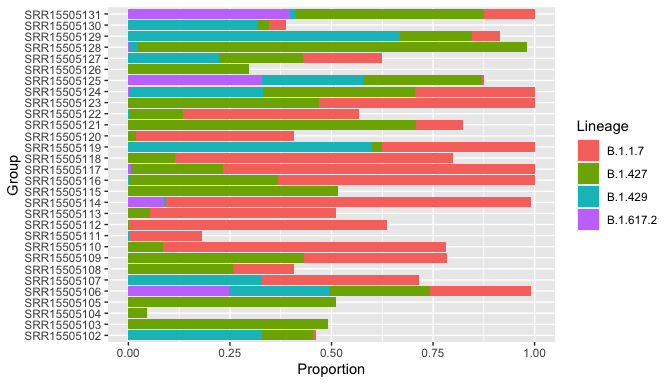 SRR15505131
SRR15505130
SRR15505129
SRR15505128
SRR15505127
SRR15505126
SRR15505125
SRR15505124
SRR15505123
SRR15505122
SRR15505121
SRR15505120
SRR15505119
SRR15505118
SRR15505117
SRR15505116
SRR15505115
SRR15505114
SRR15505113
SRR15505112
SRR15505111
SRR15505110
SRR15505109
SRR15505108
SRR15505107
SRR15505106
SRR15505105
SRR15505104
SRR15505103
SRR15505102
Group
0.00 0.25 0.50 0.75 1.00
Proportion
Lineage
B.1.1.7
B.1.427
B.1.429
B.1.617.2